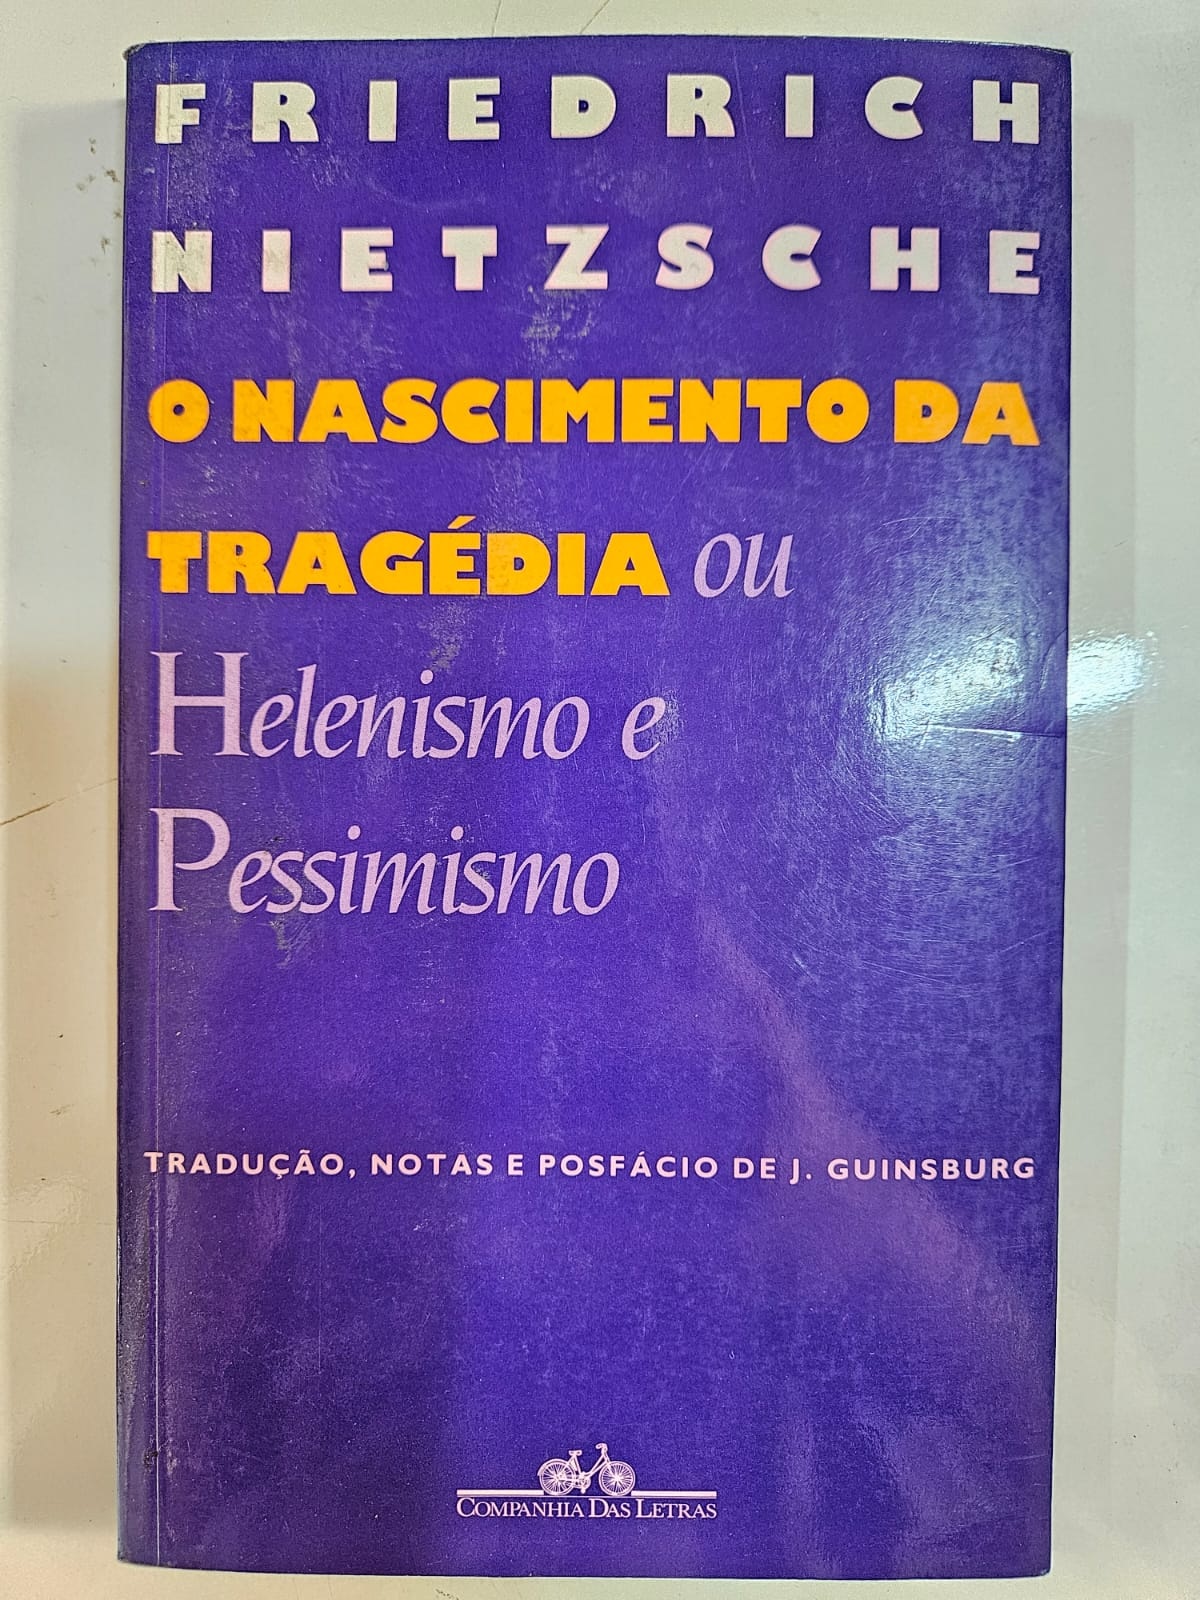 FRIEDRICH
NIETZSCHE
O NASCIMENTO DA
TRAGÉDIA ou
Helenismo e
Pessimismo
TRADUÇÃO, NOTAS E POSFÁCIO DE J. GUINSBURG
COMPANHIA DAS LETRAS